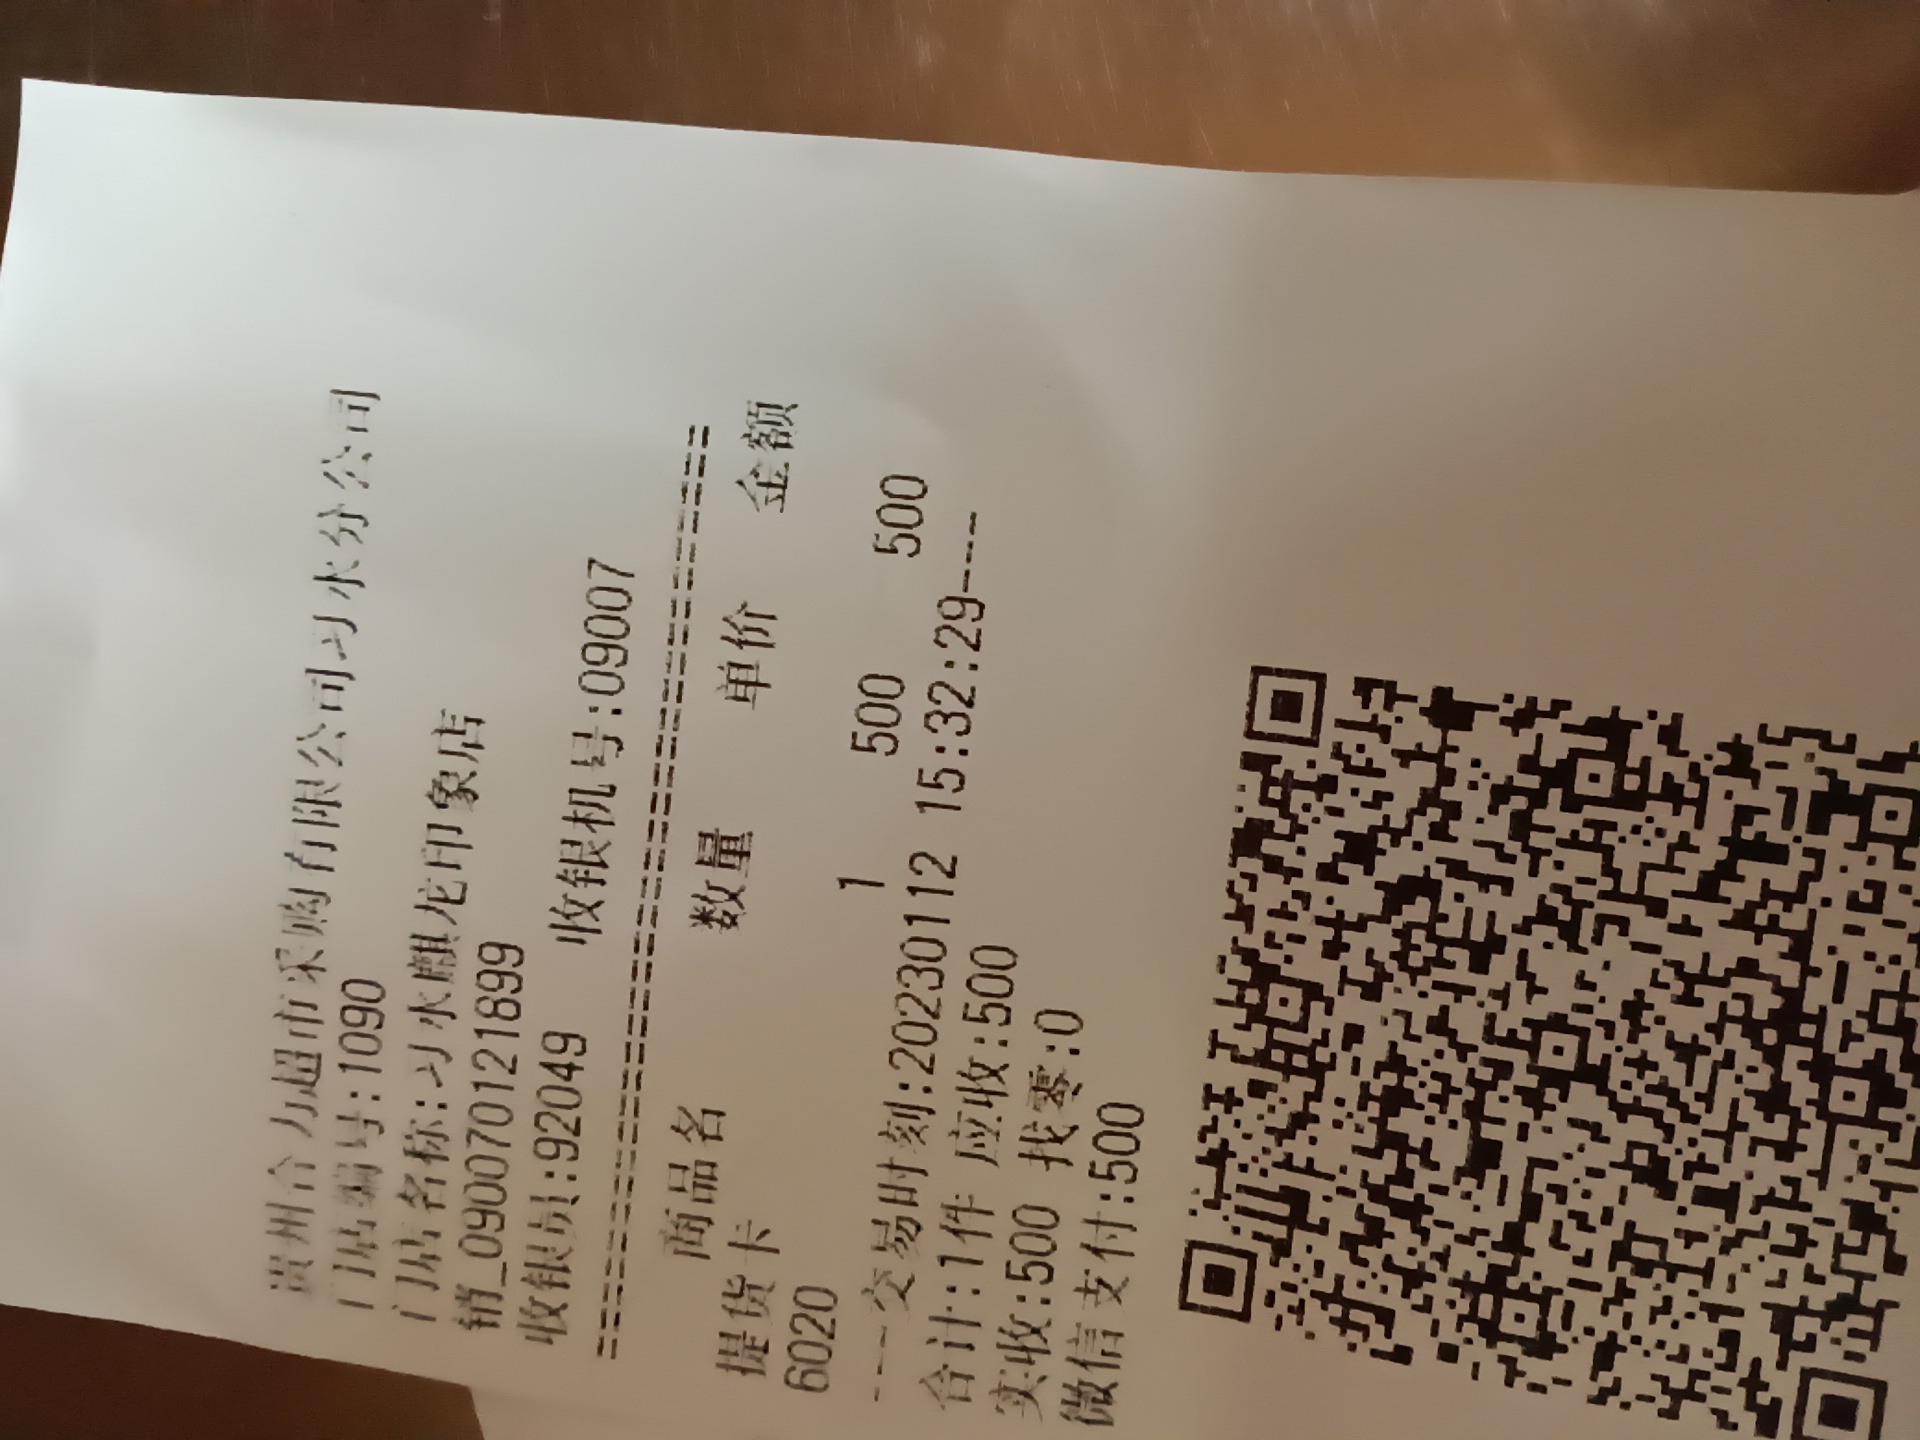 贵州合力超市采购有限公司习水分公司
门店编号:1090
门店名称:习水麒龙印象店
销_0900701211899
收银员:92049 收银机号:09007
================================
商品名 数量 单价 金额
提货卡
6020 1 500 500
----交易时刻:20230112 15:32:29----
合计:1件 应收:500
实收:500 找零:0
微信支付:500